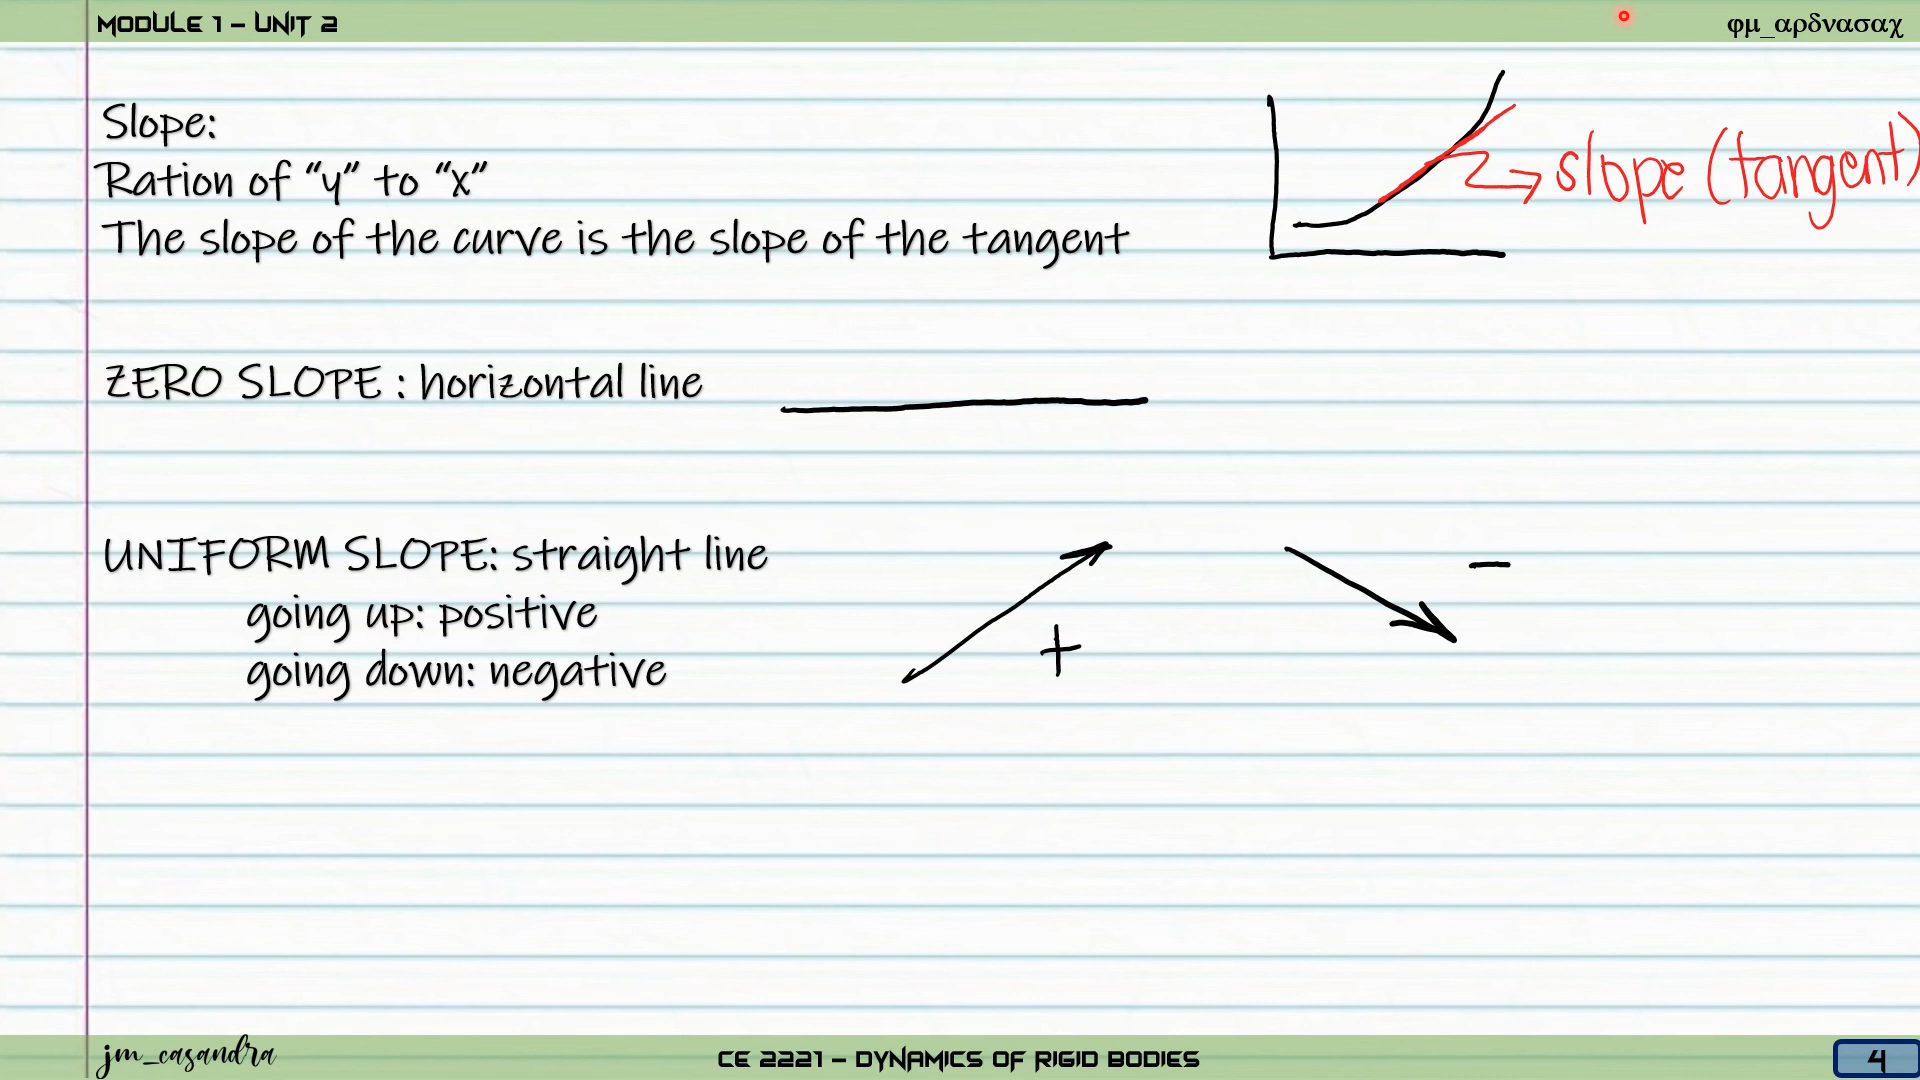 MODULE 1 – UNIT 2
φμ_αρδνασαχ
Slope:
Ration of “y” to “x”
The slope of the curve is the slope of the tangent
slope (tangent)
ZERO SLOPE : horizontal line
UNIFORM SLOPE: straight line
going up: positive
going down: negative
+
−
jm_casandra
CE 2221 – DYNAMICS OF RIGID BODIES
4